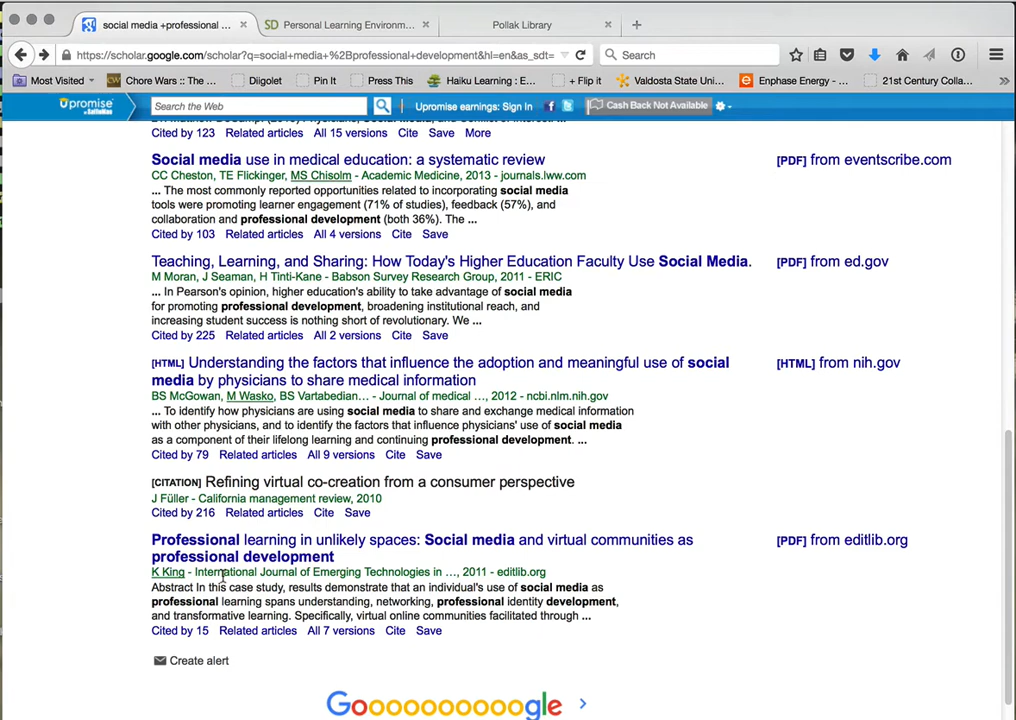 social media +professional ...
Personal Learning Environm...
Pollak Library
https://scholar.google.com/scholar?q=social+media+%2Bprofessional+development&hl=en&as_sdt=
Search
Most Visited
Chore Wars :: The ...
Diigolet
Pin It
Press This
Haiku Learning : E...
+ Flip it
Valdosta State Uni...
Enphase Energy - ...
21st Century Colla...
Upromise
by SallieMae
Search the Web
Upromise earnings: Sign In
Cash Back Not Available
Cited by 123 Related articles All 15 versions Cite Save More
Social media use in medical education: a systematic review
[PDF] from eventscribe.com
CC Cheston, TE Flickinger, MS Chisolm - Academic Medicine, 2013 - journals.lww.com
... The most commonly reported opportunities related to incorporating social media
tools were promoting learner engagement (71% of studies), feedback (57%), and
collaboration and professional development (both 36%). The ...
Cited by 103 Related articles All 4 versions Cite Save
Teaching, Learning, and Sharing: How Today's Higher Education Faculty Use Social Media.
[PDF] from ed.gov
M Moran, J Seaman, H Tinti-Kane - Babson Survey Research Group, 2011 - ERIC
... In Pearson's opinion, higher education's ability to take advantage of social media
for promoting professional development, broadening institutional reach, and
increasing student success is nothing short of revolutionary. We ...
Cited by 225 Related articles All 2 versions Cite Save
[HTML] Understanding the factors that influence the adoption and meaningful use of social
media by physicians to share medical information
[HTML] from nih.gov
BS McGowan, M Wasko, BS Vartabedian... - Journal of medical ..., 2012 - ncbi.nlm.nih.gov
... To identify how physicians are using social media to share and exchange medical information
with other physicians, and to identify the factors that influence physicians' use of social media
as a component of their lifelong learning and continuing professional development. ...
Cited by 79 Related articles All 9 versions Cite Save
[CITATION] Refining virtual co-creation from a consumer perspective
J Füller - California management review, 2010
Cited by 216 Related articles Cite Save
Professional learning in unlikely spaces: Social media and virtual communities as
professional development
[PDF] from editlib.org
K King - International Journal of Emerging Technologies in ..., 2011 - editlib.org
Abstract In this case study, results demonstrate that an individual's use of social media as
professional learning spans understanding, networking, professional identity development,
and transformative learning. Specifically, virtual online communities facilitated through ...
Cited by 15 Related articles All 7 versions Cite Save
Create alert
Goooooooooogle